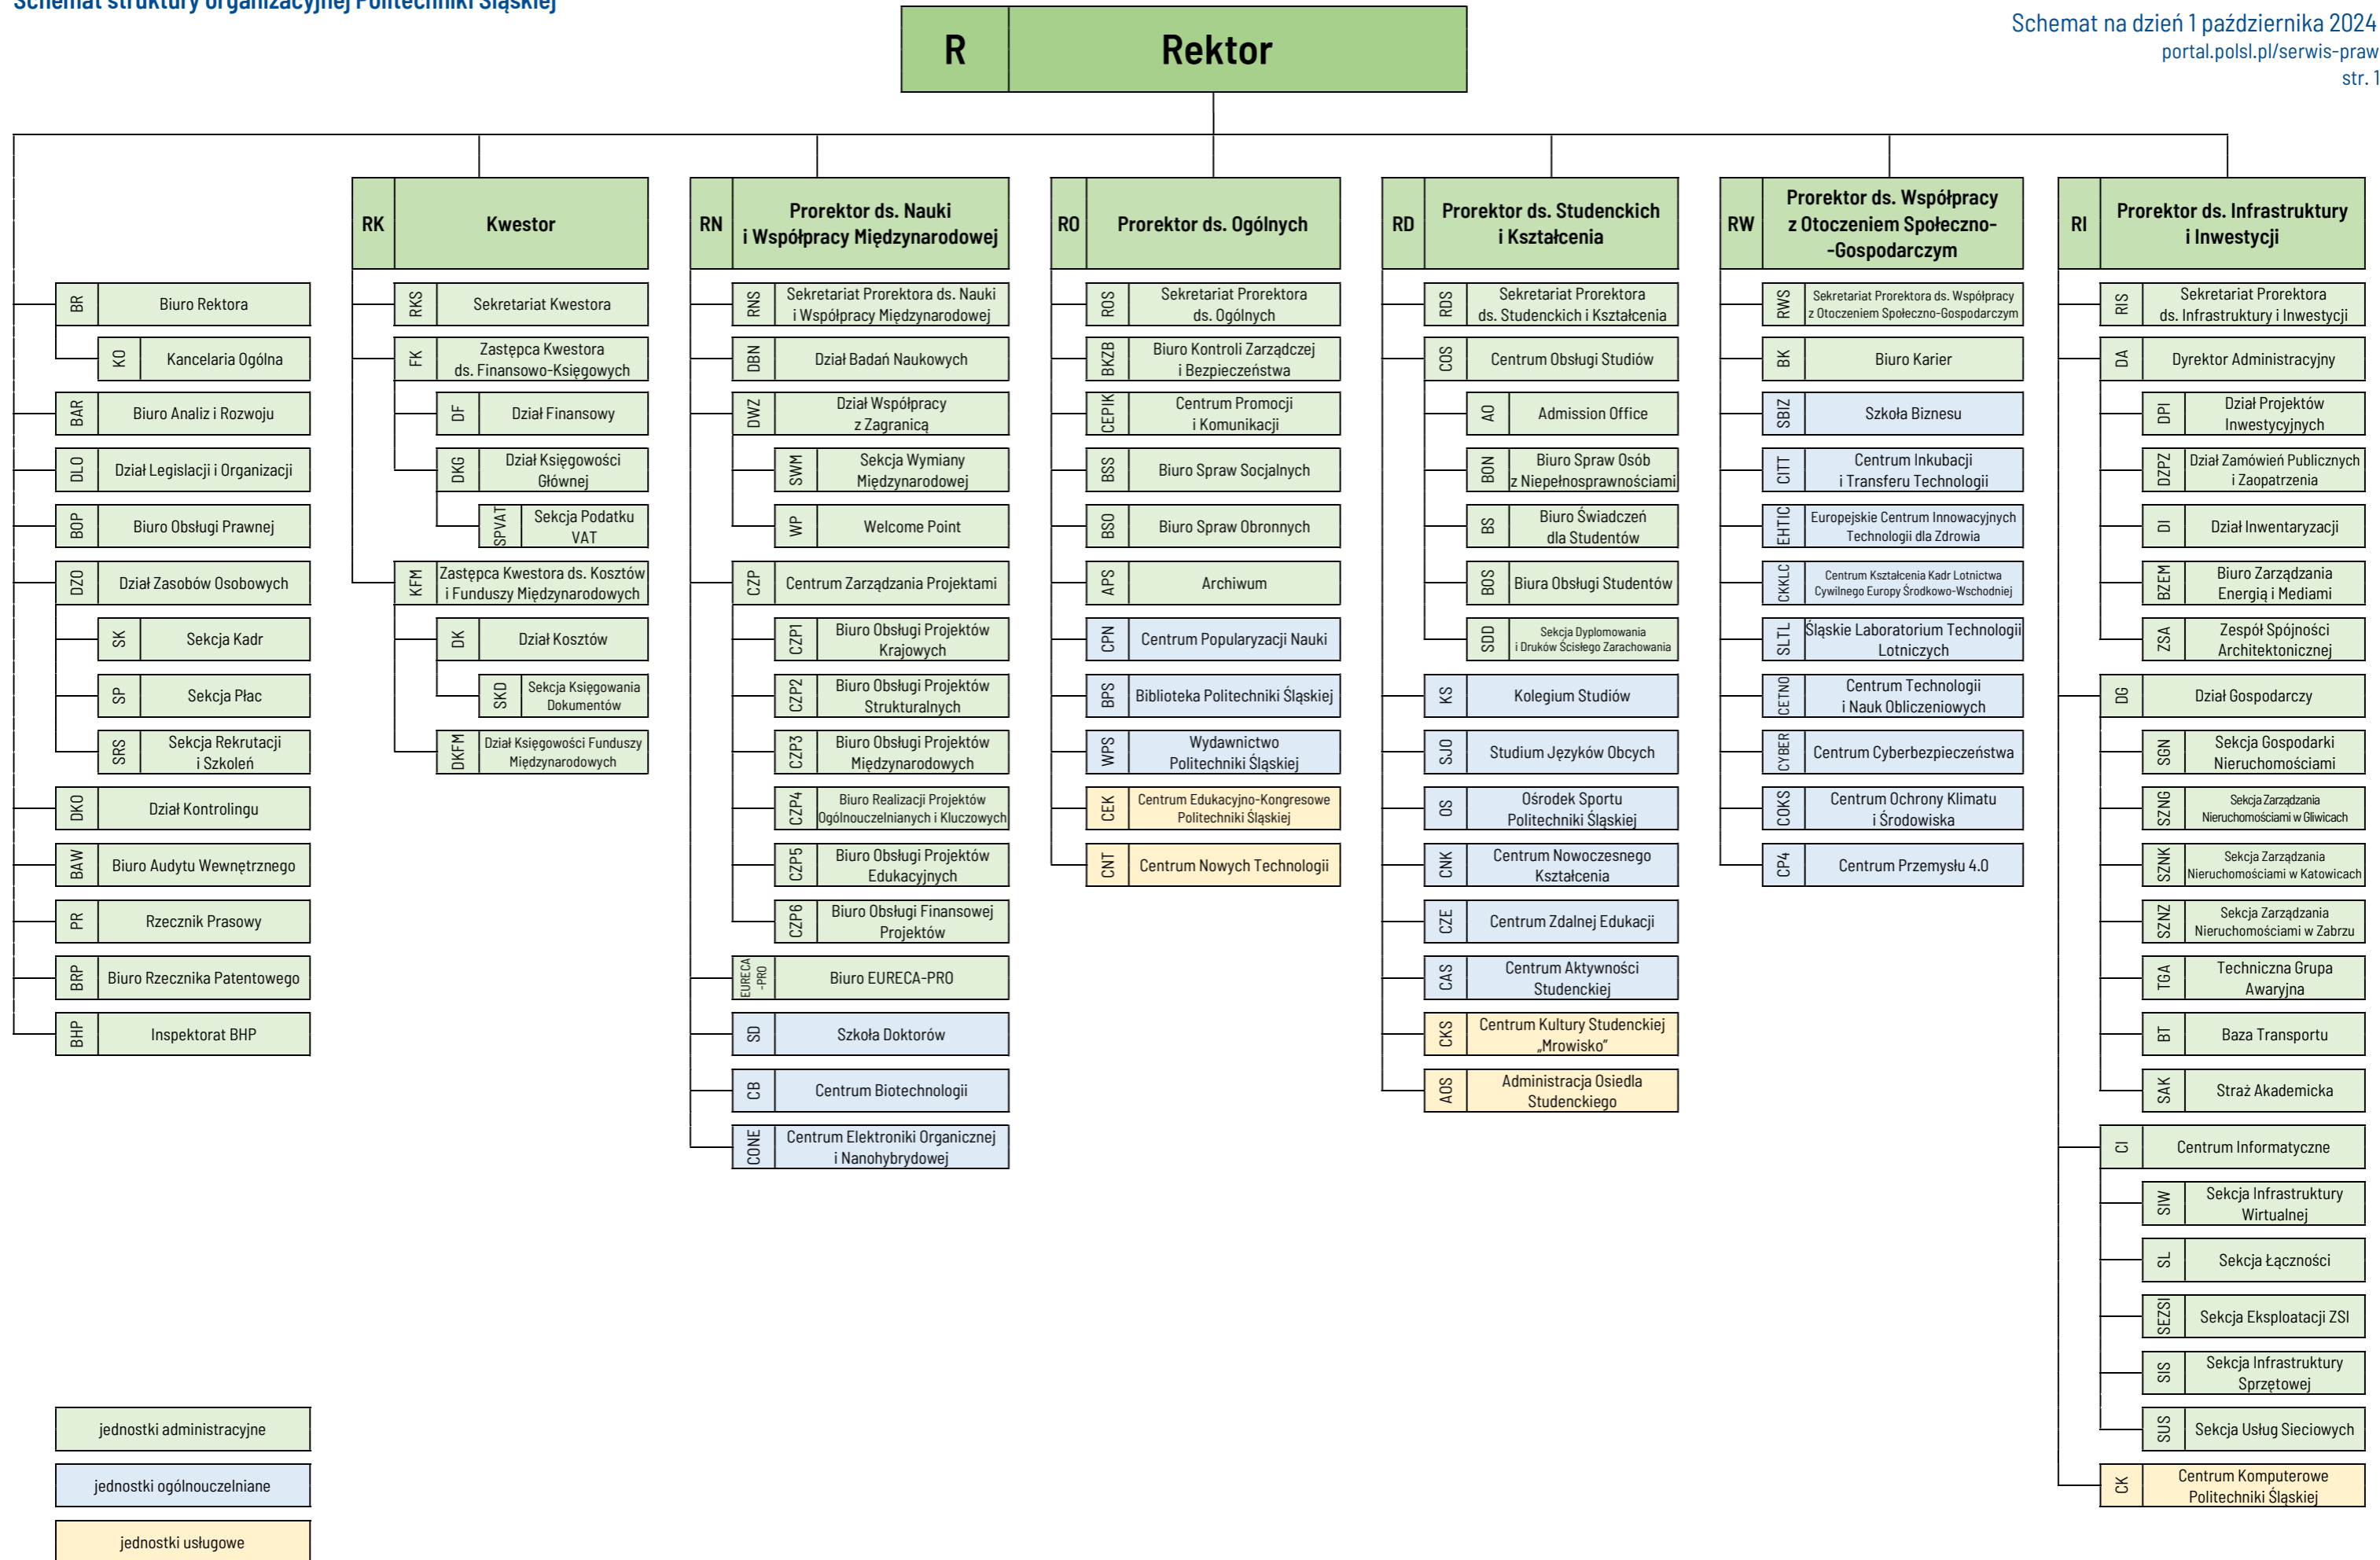 Schemat struktury organizacyjnej Politechniki Śląskiej
R
Rektor
Schemat na dzień 1 października 2024
portal.polsl.pl/serwis-praw
str. 1
RK
Kwestor
RN
Prorektor ds. Nauki
i Współpracy Międzynarodowej
RO
Prorektor ds. Ogólnych
RD
Prorektor ds. Studenckich
i Kształcenia
RW
Prorektor ds. Współpracy
z Otoczeniem Społeczno-
-Gospodarczym
RI
Prorektor ds. Infrastruktury
i Inwestycji
BR
Biuro Rektora
KO
Kancelaria Ogólna
BAR
Biuro Analiz i Rozwoju
DLO
Dział Legislacji i Organizacji
BOP
Biuro Obsługi Prawnej
DZO
Dział Zasobów Osobowych
SK
Sekcja Kadr
SP
Sekcja Płac
SRS
Sekcja Rekrutacji
i Szkoleń
DKO
Dział Kontrolingu
BAW
Biuro Audytu Wewnętrznego
PR
Rzecznik Prasowy
BRP
Biuro Rzecznika Patentowego
BHP
Inspektorat BHP
RKS
Sekretariat Kwestora
FK
Zastępca Kwestora
ds. Finansowo-Księgowych
DF
Dział Finansowy
DKG
Dział Księgowości
Głównej
SPVAT
Sekcja Podatku
VAT
KFM
Zastępca Kwestora ds. Kosztów
i Funduszy Międzynarodowych
DK
Dział Kosztów
SKD
Sekcja Księgowania
Dokumentów
DKFM
Dział Księgowości Funduszy
Międzynarodowych
RNS
Sekretariat Prorektora ds. Nauki
i Współpracy Międzynarodowej
DBN
Dział Badań Naukowych
DWZ
Dział Współpracy
z Zagranicą
SWM
Sekcja Wymiany
Międzynarodowej
WP
Welcome Point
CZP
Centrum Zarządzania Projektami
CZP1
Biuro Obsługi Projektów
Krajowych
CZP2
Biuro Obsługi Projektów
Strukturalnych
CZP3
Biuro Obsługi Projektów
Międzynarodowych
CZP4
Biuro Realizacji Projektów
Ogólnouczelnianych i Kluczowych
CZP5
Biuro Obsługi Projektów
Edukacyjnych
CZP6
Biuro Obsługi Finansowej
Projektów
EURECA
-PRO
Biuro EURECA-PRO
SD
Szkoła Doktorów
CB
Centrum Biotechnologii
CONE
Centrum Elektroniki Organicznej
i Nanohybrydowej
ROS
Sekretariat Prorektora
ds. Ogólnych
BKZB
Biuro Kontroli Zarządczej
i Bezpieczeństwa
CEPIK
Centrum Promocji
i Komunikacji
BSS
Biuro Spraw Socjalnych
BSO
Biuro Spraw Obronnych
APS
Archiwum
CPN
Centrum Popularyzacji Nauki
BPS
Biblioteka Politechniki Śląskiej
WPS
Wydawnictwo
Politechniki Śląskiej
CEK
Centrum Edukacyjno-Kongresowe
Politechniki Śląskiej
CNT
Centrum Nowych Technologii
RDS
Sekretariat Prorektora
ds. Studenckich i Kształcenia
COS
Centrum Obsługi Studiów
AO
Admission Office
BON
Biuro Spraw Osób
z Niepełnosprawnościami
BS
Biuro Świadczeń
dla Studentów
BOS
Biura Obsługi Studentów
SDD
Sekcja Dyplomowania
i Druków Ścisłego Zarachowania
KS
Kolegium Studiów
SJO
Studium Języków Obcych
OS
Ośrodek Sportu
Politechniki Śląskiej
CNK
Centrum Nowoczesnego
Kształcenia
CZE
Centrum Zdalnej Edukacji
CAS
Centrum Aktywności
Studenckiej
CKS
Centrum Kultury Studenckiej
„Mrowisko”
AOS
Administracja Osiedla
Studenckiego
RWS
Sekretariat Prorektora ds. Współpracy
z Otoczeniem Społeczno-Gospodarczym
BK
Biuro Karier
SBIZ
Szkoła Biznesu
CITT
Centrum Inkubacji
i Transferu Technologii
EHTIC
Europejskie Centrum Innowacyjnych
Technologii dla Zdrowia
CKKLC
Centrum Kształcenia Kadr Lotnictwa
Cywilnego Europy Środkowo-Wschodniej
SLTL
Śląskie Laboratorium Technologii
Lotniczych
CETNO
Centrum Technologii
i Nauk Obliczeniowych
CYBER
Centrum Cyberbezpieczeństwa
COKS
Centrum Ochrony Klimatu
i Środowiska
CP4
Centrum Przemysłu 4.0
RIS
Sekretariat Prorektora
ds. Infrastruktury i Inwestycji
DA
Dyrektor Administracyjny
DPI
Dział Projektów
Inwestycyjnych
DZPZ
Dział Zamówień Publicznych
i Zaopatrzenia
DI
Dział Inwentaryzacji
BZEM
Biuro Zarządzania
Energią i Mediami
ZSA
Zespół Spójności
Architektonicznej
DG
Dział Gospodarczy
SGN
Sekcja Gospodarki
Nieruchomościami
SZNG
Sekcja Zarządzania
Nieruchomościami w Gliwicach
SZNK
Sekcja Zarządzania
Nieruchomościami w Katowicach
SZNZ
Sekcja Zarządzania
Nieruchomościami w Zabrzu
TGA
Techniczna Grupa
Awaryjna
BT
Baza Transportu
SAK
Straż Akademicka
CI
Centrum Informatyczne
SIW
Sekcja Infrastruktury
Wirtualnej
SL
Sekcja Łączności
SEZSI
Sekcja Eksploatacji ZSI
SIS
Sekcja Infrastruktury
Sprzętowej
SUS
Sekcja Usług Sieciowych
CK
Centrum Komputerowe
Politechniki Śląskiej
jednostki administracyjne
jednostki ogólnouczelniane
jednostki usługowe